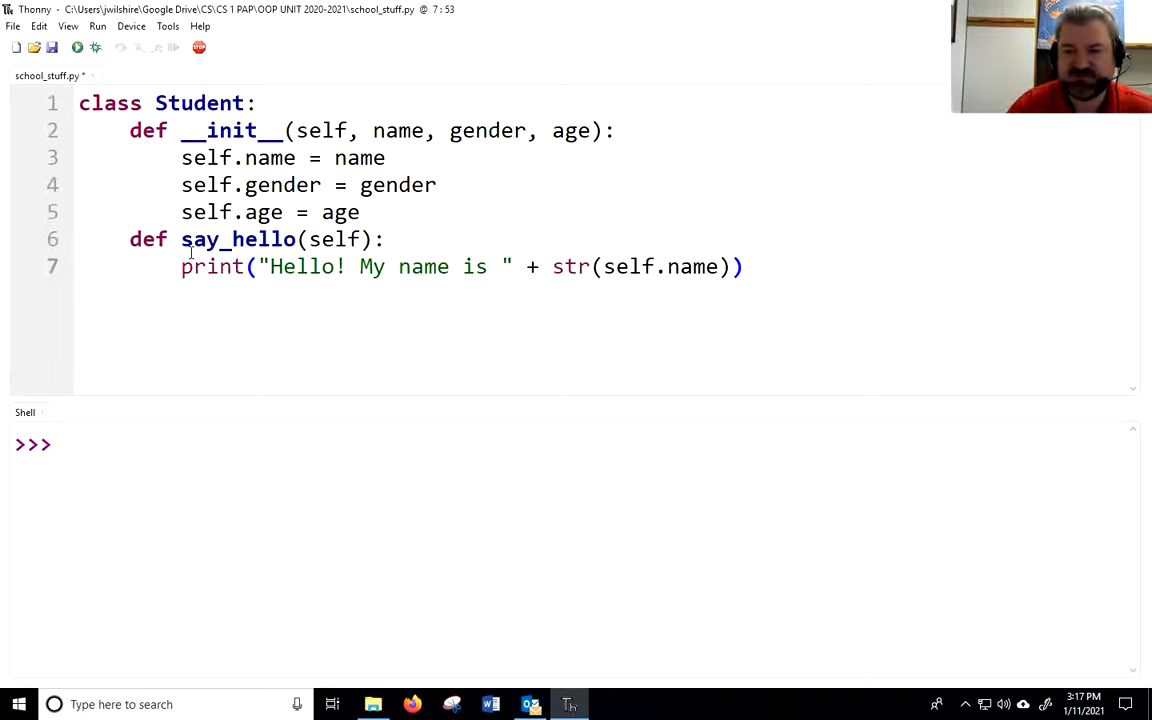 Thonny - C:\Users\jwilshire\Google Drive\CS\CS 1 PAP\OOP UNIT 2020-2021\school_stuff.py @ 7:53
File Edit View Run Device Tools Help
STOP
school_stuff.py *
1 class Student:
2 def __init__(self, name, gender, age):
3 self.name = name
4 self.gender = gender
5 self.age = age
6 def say_hello(self):
7 print("Hello! My name is " + str(self.name))
Shell
>>>
Type here to search
3:17 PM
1/11/2021